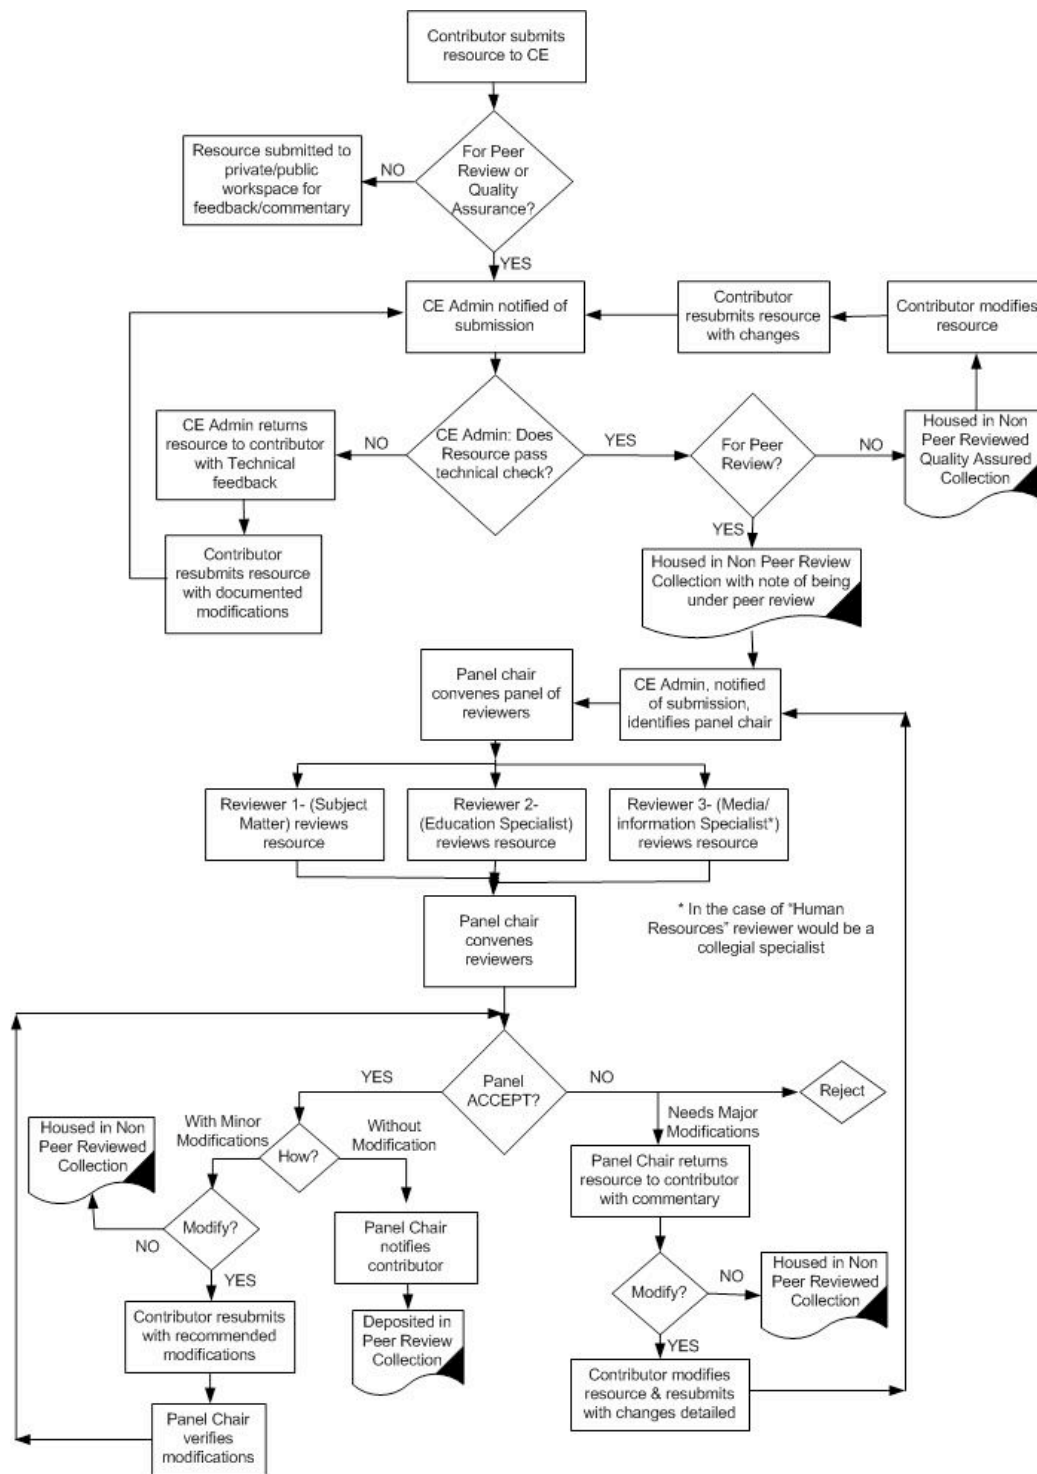 Contributor submits
resource to CE
For Peer
Review or
Quality
Assurance?
NO
Resource submitted to
private/public
workspace for
feedback/commentary
YES
CE Admin notified of
submission
Contributor
resubmits resource
with changes
Contributor modifies
resource
CE Admin: Does
Resource pass
technical check?
NO
CE Admin returns
resource to contributor
with Technical
feedback
Contributor
resubmits resource
with documented
modifications
YES
For Peer
Review?
NO
Housed in Non
Peer Reviewed
Quality Assured
Collection
YES
Housed in Non Peer Review
Collection with note of being
under peer review
CE Admin, notified
of submission,
identifies panel chair
Panel chair
convenes panel of
reviewers
Reviewer 1- (Subject
Matter) reviews
resource
Reviewer 2-
(Education Specialist)
reviews resource
Reviewer 3- (Media/
information Specialist*)
reviews resource
Panel chair
convenes
reviewers
* In the case of “Human
Resources” reviewer would be a
collegial specialist
Panel
ACCEPT?
YES
NO
Reject
How?
With Minor
Modifications
Without
Modification
Needs Major
Modifications
Housed in Non
Peer Reviewed
Collection
Modify?
NO
YES
Contributor resubmits
with recommended
modifications
Panel Chair
verifies
modifications
Panel Chair
notifies
contributor
Deposited in
Peer Review
Collection
Panel Chair returns
resource to contributor
with commentary
Modify?
NO
Housed in Non
Peer Reviewed
Collection
YES
Contributor modifies
resource & resubmits
with changes detailed